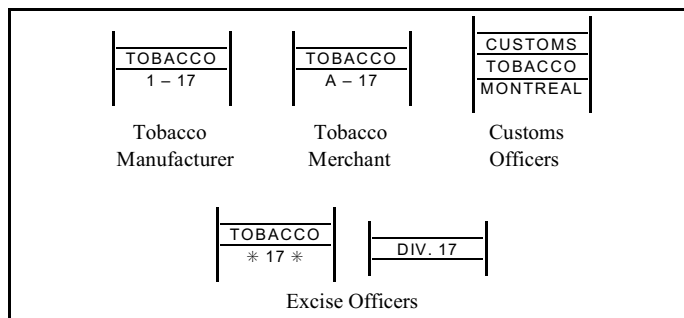 TOBACCO
1 – 17
Tobacco
Manufacturer
TOBACCO
A – 17
Tobacco
Merchant
CUSTOMS
TOBACCO
MONTREAL
Customs
Officers
TOBACCO
✳ 17 ✳
DIV. 17
Excise Officers